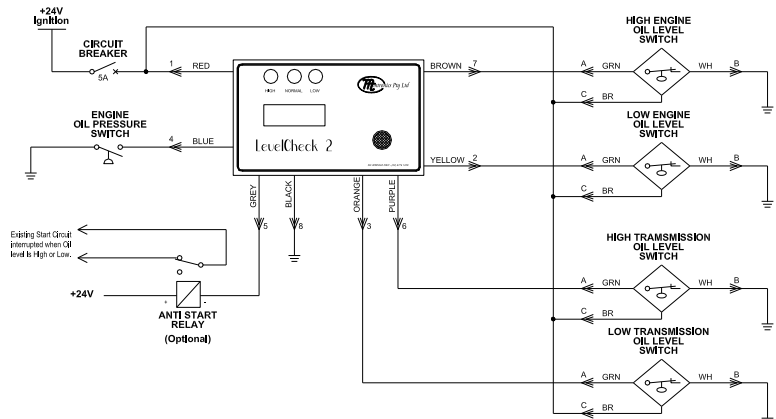 +24V
Ignition
CIRCUIT
BREAKER
5A
1
RED
ENGINE
OIL PRESSURE
SWITCH
4
BLUE
HIGH
NORMAL
LOW
Pty Ltd
LevelCheck 2
BROWN
7
YELLOW
2
GREY
BLACK
ORANGE
PURPLE
5
8
3
6
Existing Start Circuit
interrupted when Oil
level Is High or Low.
+24V
+
-
ANTI START
RELAY
(Optional)
HIGH ENGINE
OIL LEVEL
SWITCH
A
GRN
WH
B
C
BR
LOW ENGINE
OIL LEVEL
SWITCH
A
GRN
WH
B
C
BR
HIGH TRAMSMISSION
OIL LEVEL
SWITCH
A
GRN
WH
B
C
BR
LOW TRANSMISSION
OIL LEVEL
SWITCH
A
GRN
WH
B
C
BR